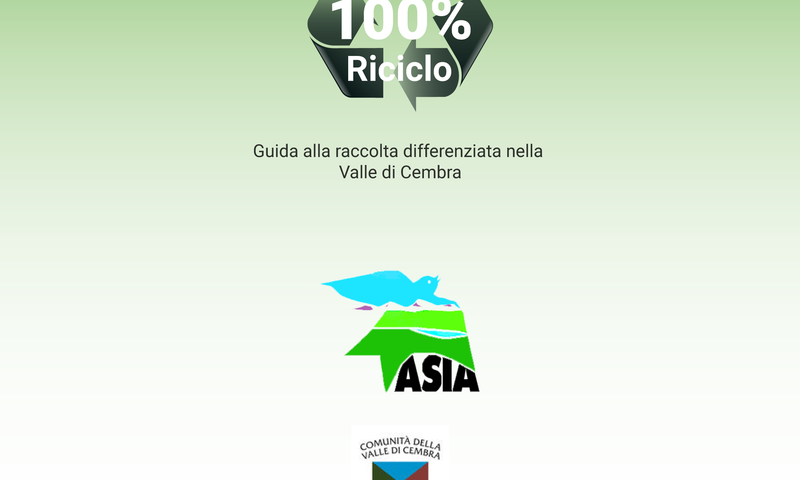 100%
Riciclo
Guida alla raccolta differenziata nella
Valle di Cembra
ASIA
COMUNITÀ DELLA
VALLE DI CEMBRA